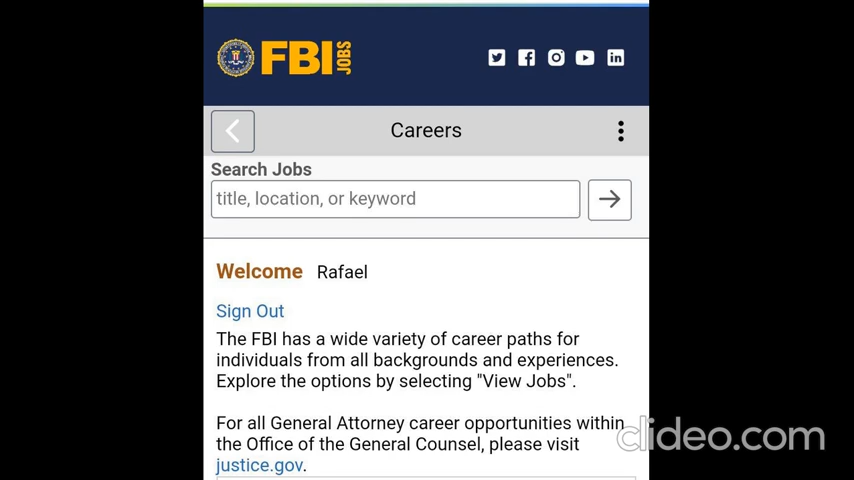 FBI JOBS
Careers
Search Jobs
title, location, or keyword
Welcome Rafael
Sign Out
The FBI has a wide variety of career paths for
individuals from all backgrounds and experiences.
Explore the options by selecting "View Jobs".
For all General Attorney career opportunities within
the Office of the General Counsel, please visit
justice.gov.
clideo.com